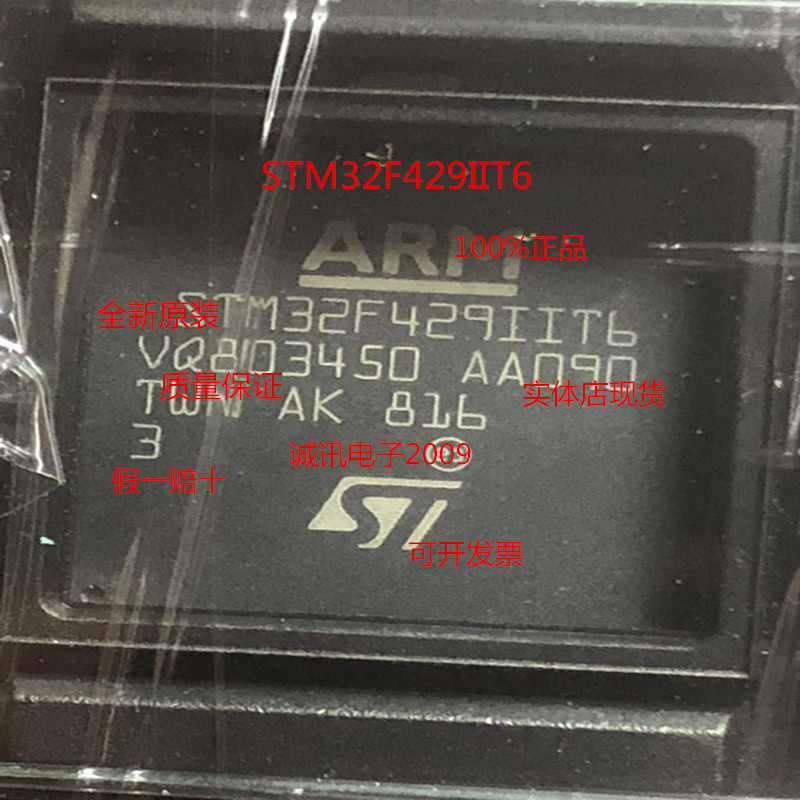 STM32F429IIT6
ARM
100%正品
全新原装
STM32F429IIT6
VQ8103450 AA090
质量保证
实体店现货
TWN AK 816
3
诚讯电子2009
假一赔十
ST
可开发票